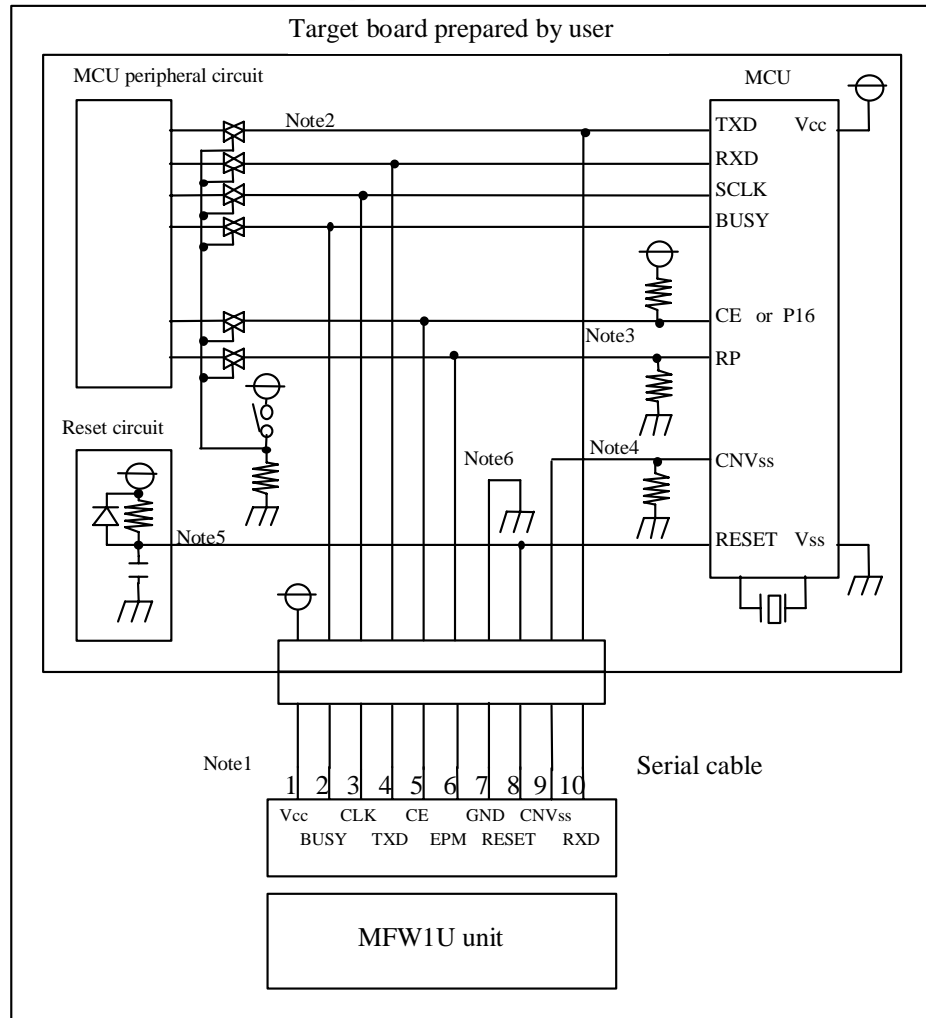 Target board prepared by user
MCU peripheral circuit
MCU
Note2
TXD Vcc
RXD
SCLK
BUSY
CE or P16
Note3
RP
Reset circuit
Note4
CNVss
Note6
Note5
RESET Vss
Note1
Serial cable
1 2 3 4 5 6 7 8 9 10
Vcc CLK CE GND CNVss
BUSY TXD EPM RESET RXD
MFW1U unit